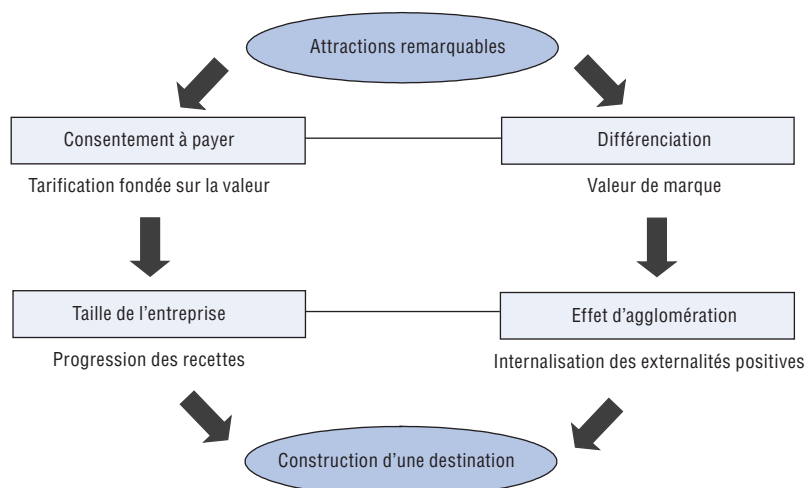 Attractions remarquables
Consentement à payer
Différenciation
Tarification fondée sur la valeur
Valeur de marque
Taille de l’entreprise
Effet d’agglomération
Progression des recettes
Internalisation des externalités positives
Construction d’une destination